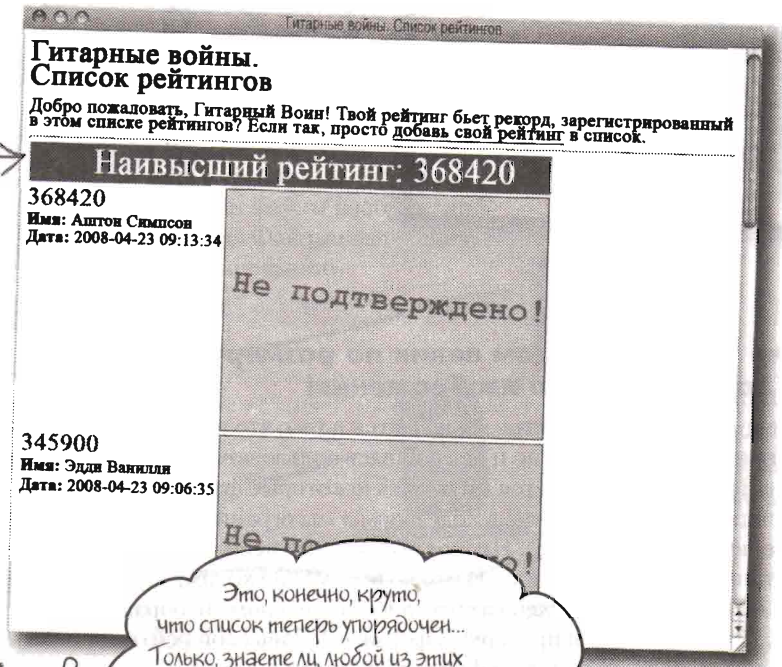 Гитарные войны. Список рейтингов
Гитарные войны.
Список рейтингов
Добро пожаловать, Гитарный Воин! Твой рейтинг бьет рекорд, зарегистрированный
в этом списке рейтингов? Если так, просто добавь свой рейтинг в список.
Наивысший рейтинг: 368420
368420
Имя: Аштон Симпсон
Дата: 2008-04-23 09:13:34
Не подтверждено!
345900
Имя: Эдди Ванилли
Дата: 2008-04-23 09:06:35
Не
Это, конечно, круто,
что список теперь упорядочен...
Только, знаете ли, любой из этих